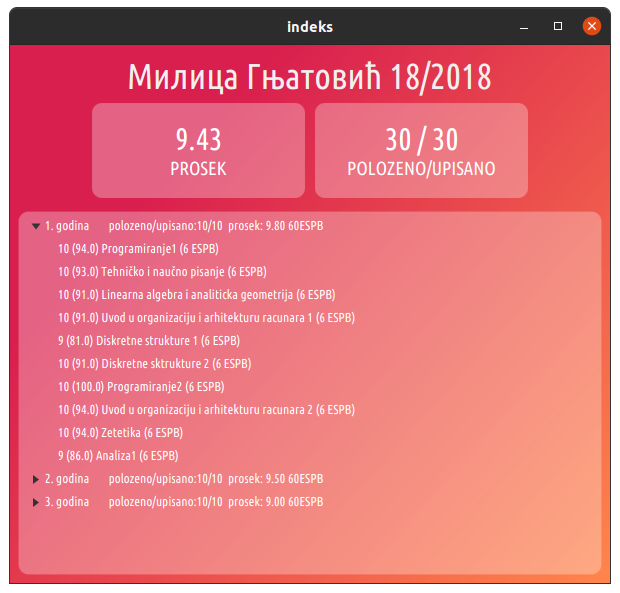 indeks
Милица Гњатовић 18/2018
9.43
PROSEK
30 / 30
POLOZENO/UPISANO
1. godina polozeno/upisano:10/10 prosek: 9.80 60ESPB
10 (94.0) Programiranje1 (6 ESPB)
10 (93.0) Tehničko i naučno pisanje (6 ESPB)
10 (91.0) Linearna algebra i analiticka geometrija (6 ESPB)
10 (91.0) Uvod u organizaciju i arhitekturu racunara 1 (6 ESPB)
9 (81.0) Diskretne strukture 1 (6 ESPB)
10 (91.0) Diskretne sktrukture 2 (6 ESPB)
10 (100.0) Programiranje2 (6 ESPB)
10 (94.0) Uvod u organizaciju i arhitekturu racunara 2 (6 ESPB)
10 (94.0) Zetetika (6 ESPB)
9 (86.0) Analiza1 (6 ESPB)
2. godina polozeno/upisano:10/10 prosek: 9.50 60ESPB
3. godina polozeno/upisano:10/10 prosek: 9.00 60ESPB